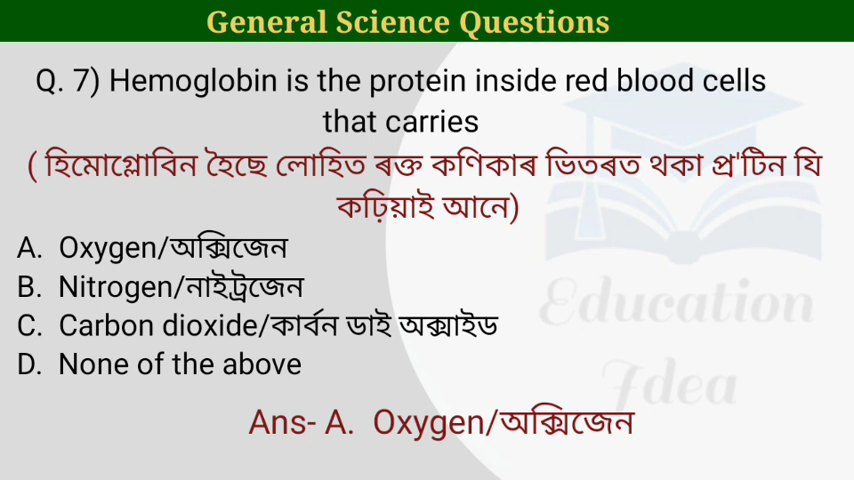 General Science Questions
Q. 7) Hemoglobin is the protein inside red blood cells
that carries
( হিমোগ্লোবিন হৈছে লোহিত ৰক্ত কণিকাৰ ভিতৰত থকা প্ৰ'টিন যি
কঢ়িয়াই আনে)
A. Oxygen/অক্সিজেন
B. Nitrogen/নাইট্ৰজেন
C. Carbon dioxide/কাৰ্বন ডাই অক্সাইড
D. None of the above
Education
Idea
Ans- A. Oxygen/অক্সিজেন